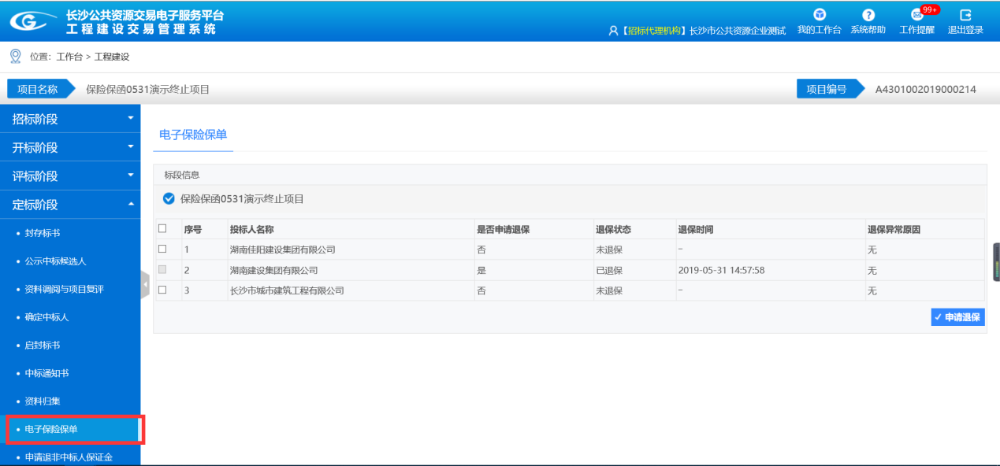 长沙公共资源交易电子服务平台
工程建设交易管理系统
【招标代理机构】长沙市公共资源企业测试
我的工作台
系统帮助
99+
工作提醒
退出登录
位置：工作台 > 工程建设
项目名称 保险保函0531演示终止项目
项目编号 A4301002019000214
招标阶段
开标阶段
评标阶段
定标阶段
• 封存标书
• 公示中标候选人
• 资料调阅与项目复评
• 确定中标人
• 启封标书
• 中标通知书
• 资料归集
• 电子保险保单
• 申请退非中标人保证金
电子保险保单
标段信息
保险保函0531演示终止项目
序号 投标人名称 是否申请退保 退保状态 退保时间 退保异常原因
1 湖南佳阳建设集团有限公司 否 未退保 - 无
2 湖南建设集团有限公司 是 已退保 2019-05-31 14:57:58 无
3 长沙市城市建筑工程有限公司 否 未退保 - 无
✓ 申请退保